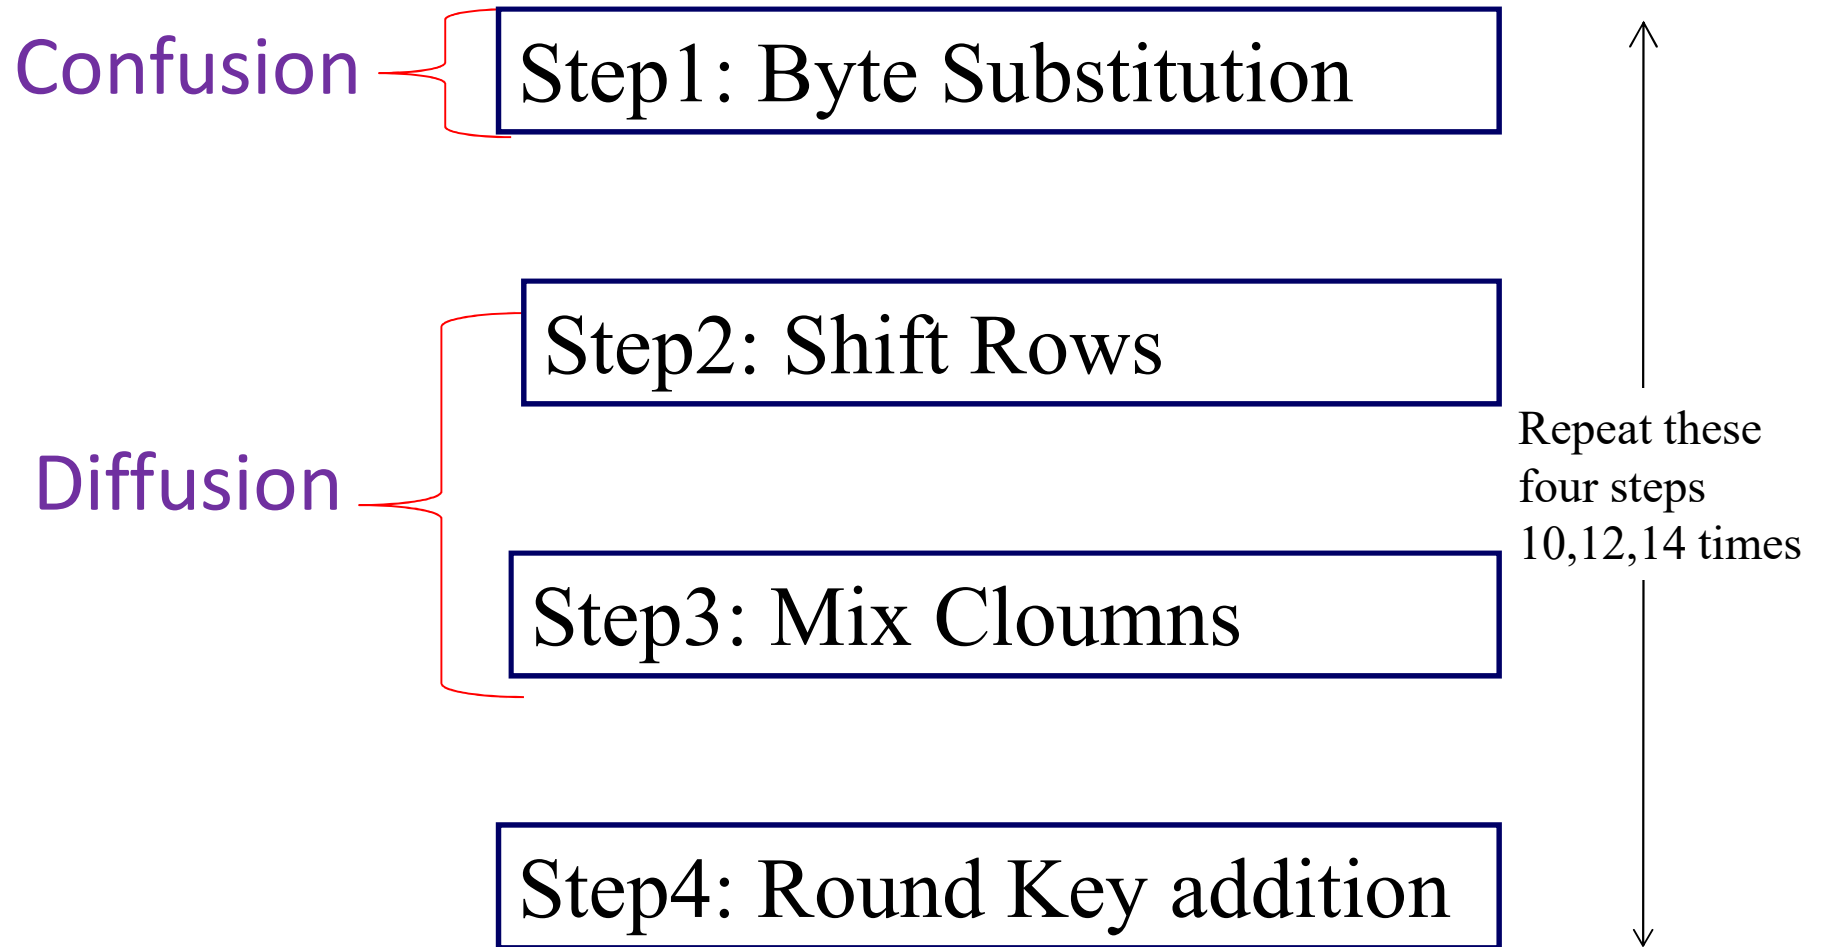 Confusion
Step1: Byte Substitution
Step2: Shift Rows
Diffusion
Step3: Mix Cloumns
Step4: Round Key addition
Repeat these
four steps
10,12,14 times